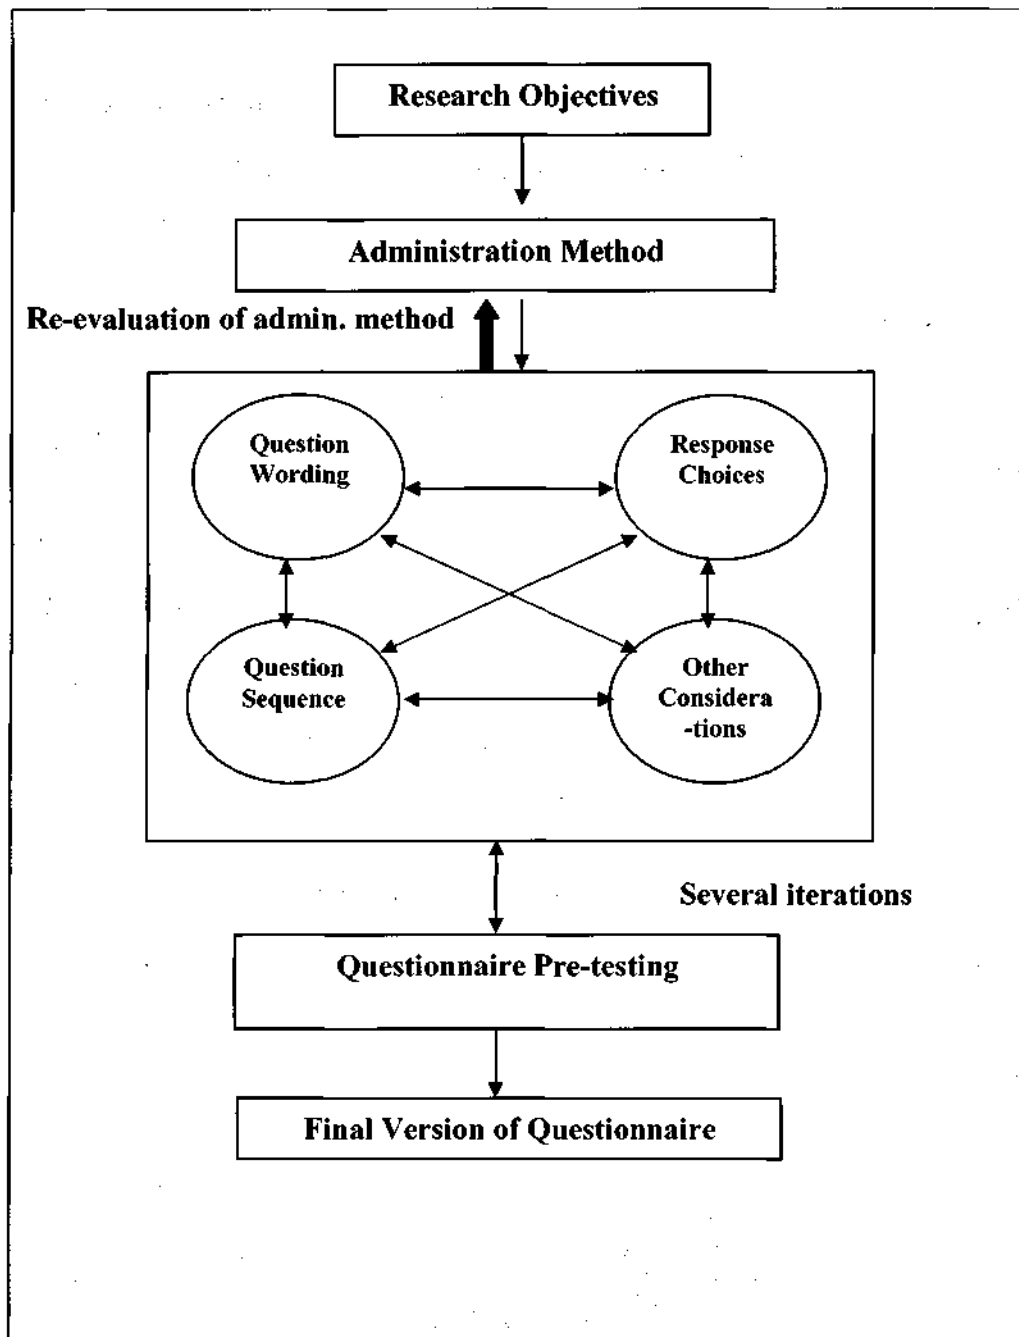 Research Objectives
Administration Method
Re-evaluation of admin. method
Question
Wording
Response
Choices
Question
Sequence
Other
Considera
-tions
Several iterations
Questionnaire Pre-testing
Final Version of Questionnaire